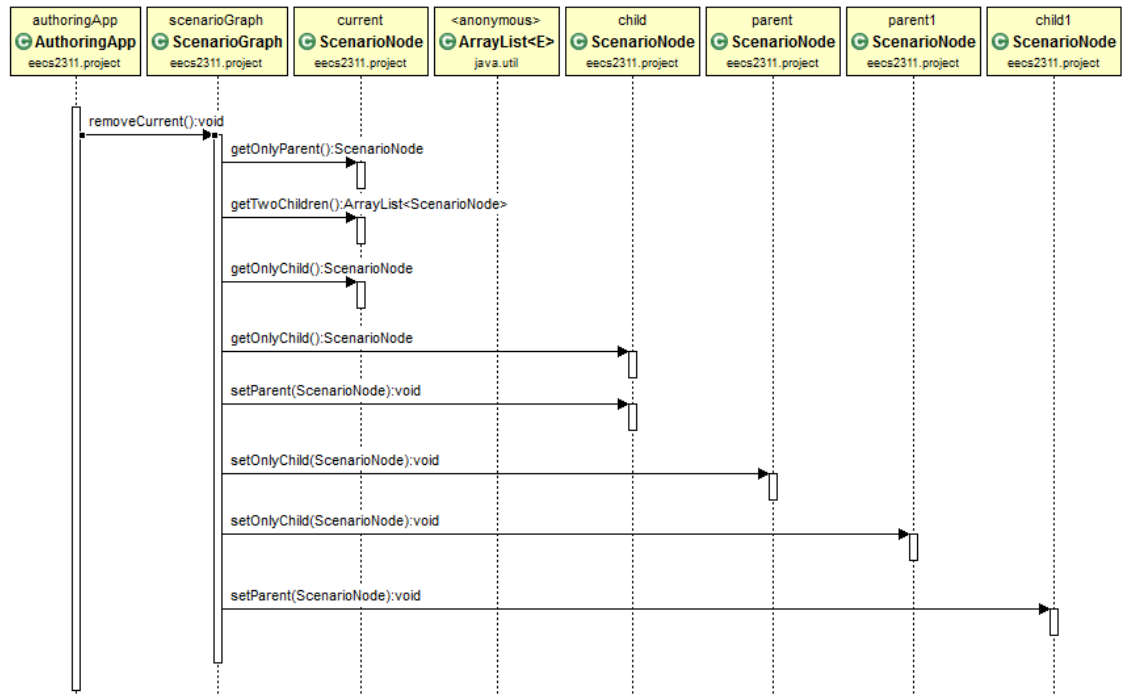 authoringApp
AuthoringApp
eecs2311.project
scenarioGraph
ScenarioGraph
eecs2311.project
current
ScenarioNode
eecs2311.project
<anonymous>
ArrayList<E>
java.util
child
ScenarioNode
eecs2311.project
parent
ScenarioNode
eecs2311.project
parent1
ScenarioNode
eecs2311.project
child1
ScenarioNode
eecs2311.project
removeCurrent():void
getOnlyParent():ScenarioNode
getTwoChildren():ArrayList<ScenarioNode>
getOnlyChild():ScenarioNode
getOnlyChild():ScenarioNode
setParent(ScenarioNode):void
setOnlyChild(ScenarioNode):void
setOnlyChild(ScenarioNode):void
setParent(ScenarioNode):void